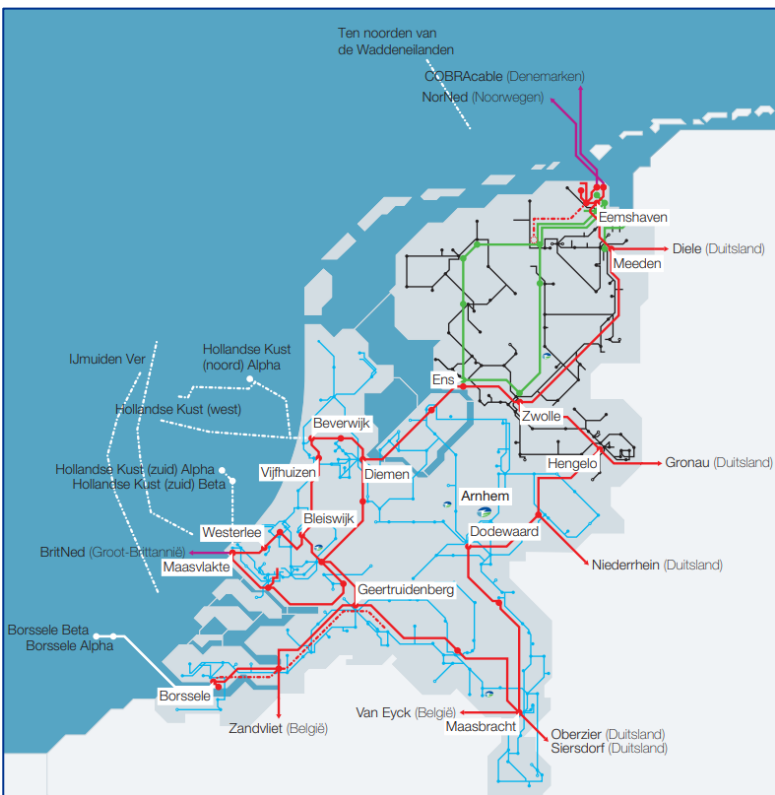 Ten noorden van
de Waddeneilanden
COBRAcable (Denemarken)
NorNed (Noorwegen)
Eemshaven
Diele (Duitsland)
Meeden
IJmuiden Ver
Hollandse Kust
(noord) Alpha
Ens
Hollandse Kust (west)
Beverwijk
Zwolle
Hollandse Kust (zuid) Alpha
Hollandse Kust (zuid) Beta
Vijfhuizen
Diemen
Hengelo
Gronau (Duitsland)
Arnhem
Bleiswijk
Westerlee
Dodewaard
BritNed (Groot-Brittannië)
Maasvlakte
Niederrhein (Duitsland)
Geertruidenberg
Borssele Beta
Borssele Alpha
Borssele
Zandvliet (België)
Van Eyck (België)
Maasbracht
Oberzier (Duitsland)
Siersdorf (Duitsland)